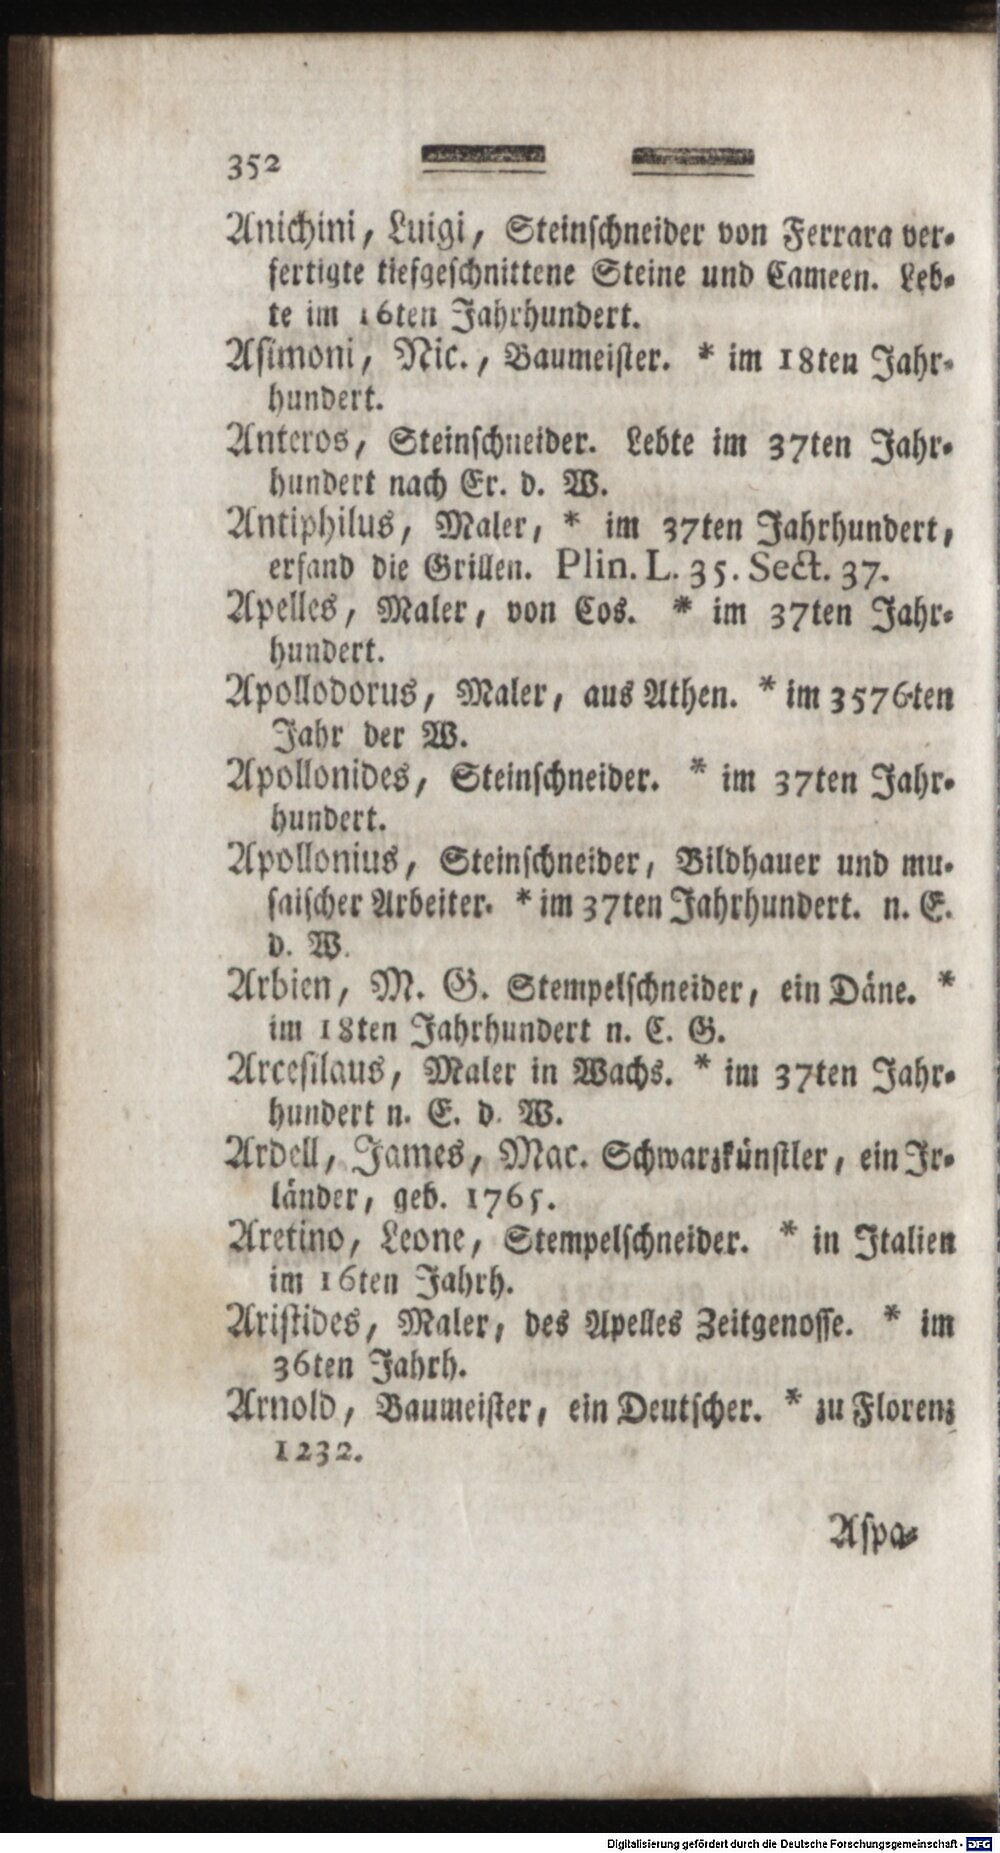 352
Anichini, Luigi, Steinschneider von Ferrara ver-
fertigte tiefgeschnittene Steine und Cameen. Leb-
te im 16ten Jahrhundert.
Asimoni, Nic., Baumeister. * im 18ten Jahr-
hundert.
Anteros, Steinschneider. Lebte im 37ten Jahr-
hundert nach Er. d. W.
Antiphilus, Maler, * im 37ten Jahrhundert,
erfand die Grillen. Plin. L. 35. Sect. 37.
Apelles, Maler, von Cos. * im 37ten Jahr-
hundert.
Apollodorus, Maler, aus Athen. * im 3576ten
Jahr der W.
Apollonides, Steinschneider. * im 37ten Jahr-
hundert.
Apollonius, Steinschneider, Bildhauer und mu-
saischer Arbeiter. * im 37ten Jahrhundert. n. E.
d. W.
Arbien, M. G. Stempelschneider, ein Däne. *
im 18ten Jahrhundert n. C. G.
Arcesilaus, Maler in Wachs. * im 37ten Jahr-
hundert n. E. d. W.
Ardell, James, Mac. Schwarzkünstler, ein Ir-
länder, geb. 1765.
Aretino, Leone, Stempelschneider. * in Italien
im 16ten Jahrh.
Aristides, Maler, des Apelles Zeitgenosse. * im
36ten Jahrh.
Arnold, Baumeister, ein Deutscher. * zu Florenz
1232.
Aspa-
Digitalisierung gefördert durch die Deutsche Forschungsgemeinschaft - DFG